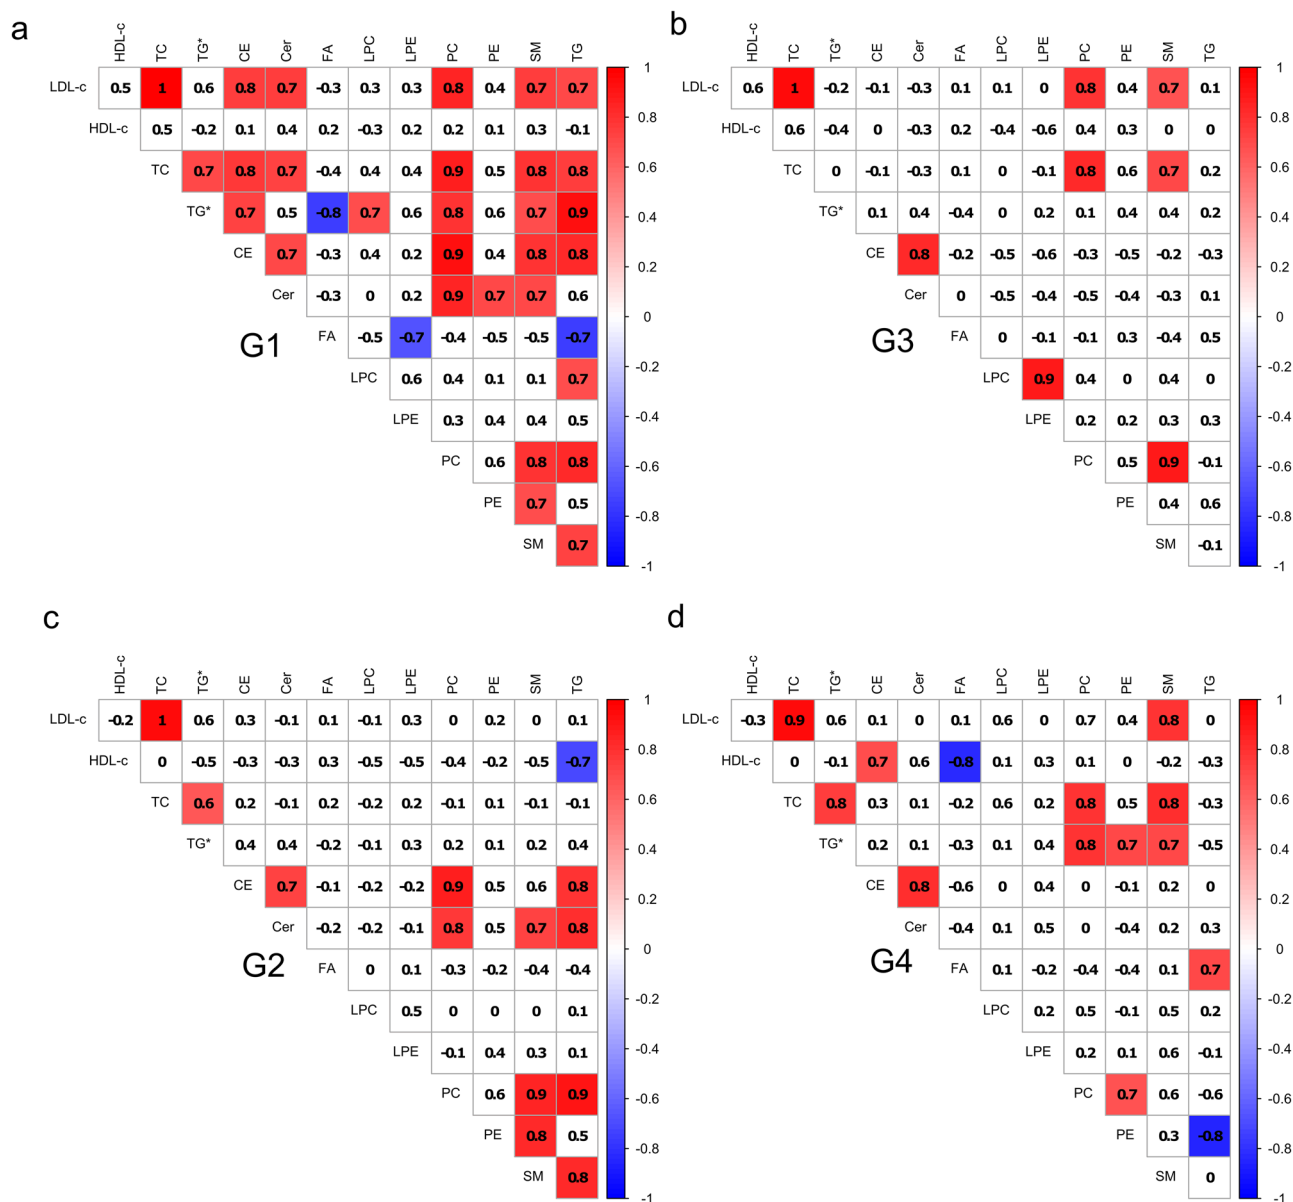 a
HDL-c TC TG* CE Cer FA LPC LPE PC PE SM TG
LDL-c 0.5 1 0.6 0.8 0.7 -0.3 0.3 0.3 0.8 0.4 0.7 0.7
HDL-c 0.5 -0.2 0.1 0.4 0.2 -0.3 0.2 0.2 0.1 0.3 -0.1
TC 0.7 0.8 0.7 -0.4 0.4 0.4 0.9 0.5 0.8 0.8
TG* 0.7 0.5 -0.8 0.7 0.6 0.8 0.6 0.7 0.9
CE 0.7 -0.3 0.4 0.2 0.9 0.4 0.8 0.8
Cer -0.3 0 0.2 0.9 0.7 0.7 0.6
FA -0.5 -0.7 -0.4 -0.5 -0.5 -0.7
LPC 0.6 0.4 0.1 0.1 0.7
LPE 0.3 0.4 0.4 0.5
PC 0.6 0.8 0.8
PE 0.7 0.5
SM 0.7
G1
1
0.8
0.6
0.4
0.2
0
-0.2
-0.4
-0.6
-0.8
-1
b
HDL-c TC TG* CE Cer FA LPC LPE PC PE SM TG
LDL-c 0.6 1 -0.2 -0.1 -0.3 0.1 0.1 0 0.8 0.4 0.7 0.1
HDL-c 0.6 -0.4 0 -0.3 0.2 -0.4 -0.6 0.4 0.3 0 0
TC 0 -0.1 -0.3 0.1 0 -0.1 0.8 0.6 0.7 0.2
TG* 0.1 0.4 -0.4 0 0.2 0.1 0.4 0.4 0.2
CE 0.8 -0.2 -0.5 -0.6 -0.3 -0.5 -0.2 -0.3
Cer 0 -0.5 -0.4 -0.5 -0.4 -0.3 0.1
FA 0 -0.1 -0.1 0.3 -0.4 0.5
LPC 0.9 0.4 0 0.4 0
LPE 0.2 0.2 0.3 0.3
PC 0.5 0.9 -0.1
PE 0.4 0.6
SM -0.1
G3
1
0.8
0.6
0.4
0.2
0
-0.2
-0.4
-0.6
-0.8
-1
c
HDL-c TC TG* CE Cer FA LPC LPE PC PE SM TG
LDL-c -0.2 1 0.6 0.3 -0.1 0.1 -0.1 0.3 0 0.2 0 0.1
HDL-c 0 -0.5 -0.3 -0.3 0.3 -0.5 -0.5 -0.4 -0.2 -0.5 -0.7
TC 0.6 0.2 -0.1 0.2 -0.2 0.2 -0.1 0.1 -0.1 -0.1
TG* 0.4 0.4 -0.2 -0.1 0.3 0.2 0.1 0.2 0.4
CE 0.7 -0.1 -0.2 -0.2 0.9 0.5 0.6 0.8
Cer -0.2 -0.2 -0.1 0.8 0.5 0.7 0.8
FA 0 0.1 -0.3 -0.2 -0.4 -0.4
LPC 0.5 0 0 0 0.1
LPE -0.1 0.4 0.3 0.1
PC 0.6 0.9 0.9
PE 0.8 0.5
SM 0.8
G2
1
0.8
0.6
0.4
0.2
0
-0.2
-0.4
-0.6
-0.8
-1
d
HDL-c TC TG* CE Cer FA LPC LPE PC PE SM TG
LDL-c -0.3 0.9 0.6 0.1 0 0.1 0.6 0 0.7 0.4 0.8 0
HDL-c 0 -0.1 0.7 0.6 -0.8 0.1 0.3 0.1 0 -0.2 -0.3
TC 0.8 0.3 0.1 -0.2 0.6 0.2 0.8 0.5 0.8 -0.3
TG* 0.2 0.1 -0.3 0.1 0.4 0.8 0.7 0.7 -0.5
CE 0.8 -0.6 0 0.4 0 -0.1 0.2 0
Cer -0.4 0.1 0.5 0 -0.4 0.2 0.3
FA 0.1 -0.2 -0.4 -0.4 0.1 0.7
LPC 0.2 0.5 -0.1 0.5 0.2
LPE 0.2 0.1 0.6 -0.1
PC 0.7 0.6 -0.6
PE 0.3 -0.8
SM 0
G4
1
0.8
0.6
0.4
0.2
0
-0.2
-0.4
-0.6
-0.8
-1